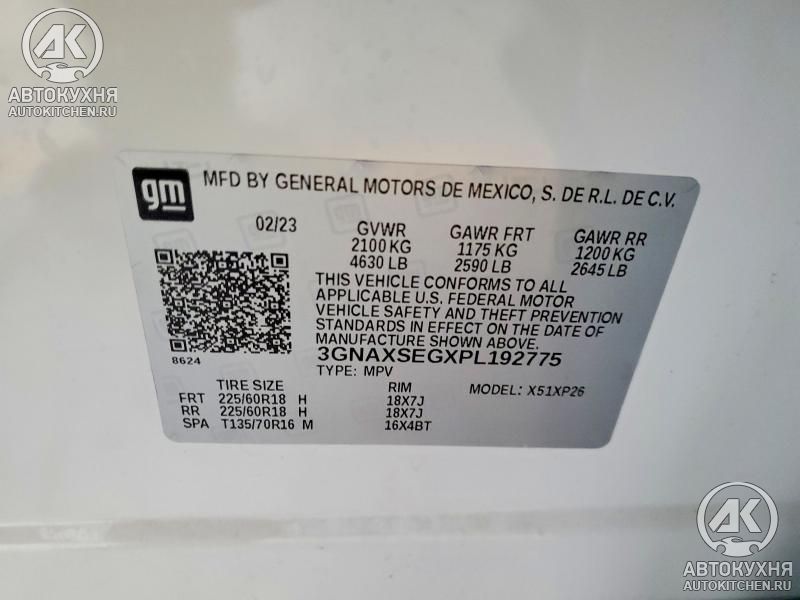 AK
АВТОКУХНЯ
AUTOKITCHEN.RU
gm
MFD BY GENERAL MOTORS DE MEXICO, S. DE R.L. DE C.V.
02/23 GVWR GAWR FRT GAWR RR
2100 KG 1175 KG 1200 KG
4630 LB 2590 LB 2645 LB
THIS VEHICLE CONFORMS TO ALL
APPLICABLE U.S. FEDERAL MOTOR
VEHICLE SAFETY AND THEFT PREVENTION
STANDARDS IN EFFECT ON THE DATE OF
MANUFACTURE SHOWN ABOVE.
8624
3GNAXSEGXPL192775
TYPE: MPV MODEL: X51XP26
TIRE SIZE RIM
FRT 225/60R18 H 18X7J
RR 225/60R18 H 18X7J
SPA T135/70R16 M 16X4BT
AK
АВТОКУХНЯ
AUTOKITCHEN.RU